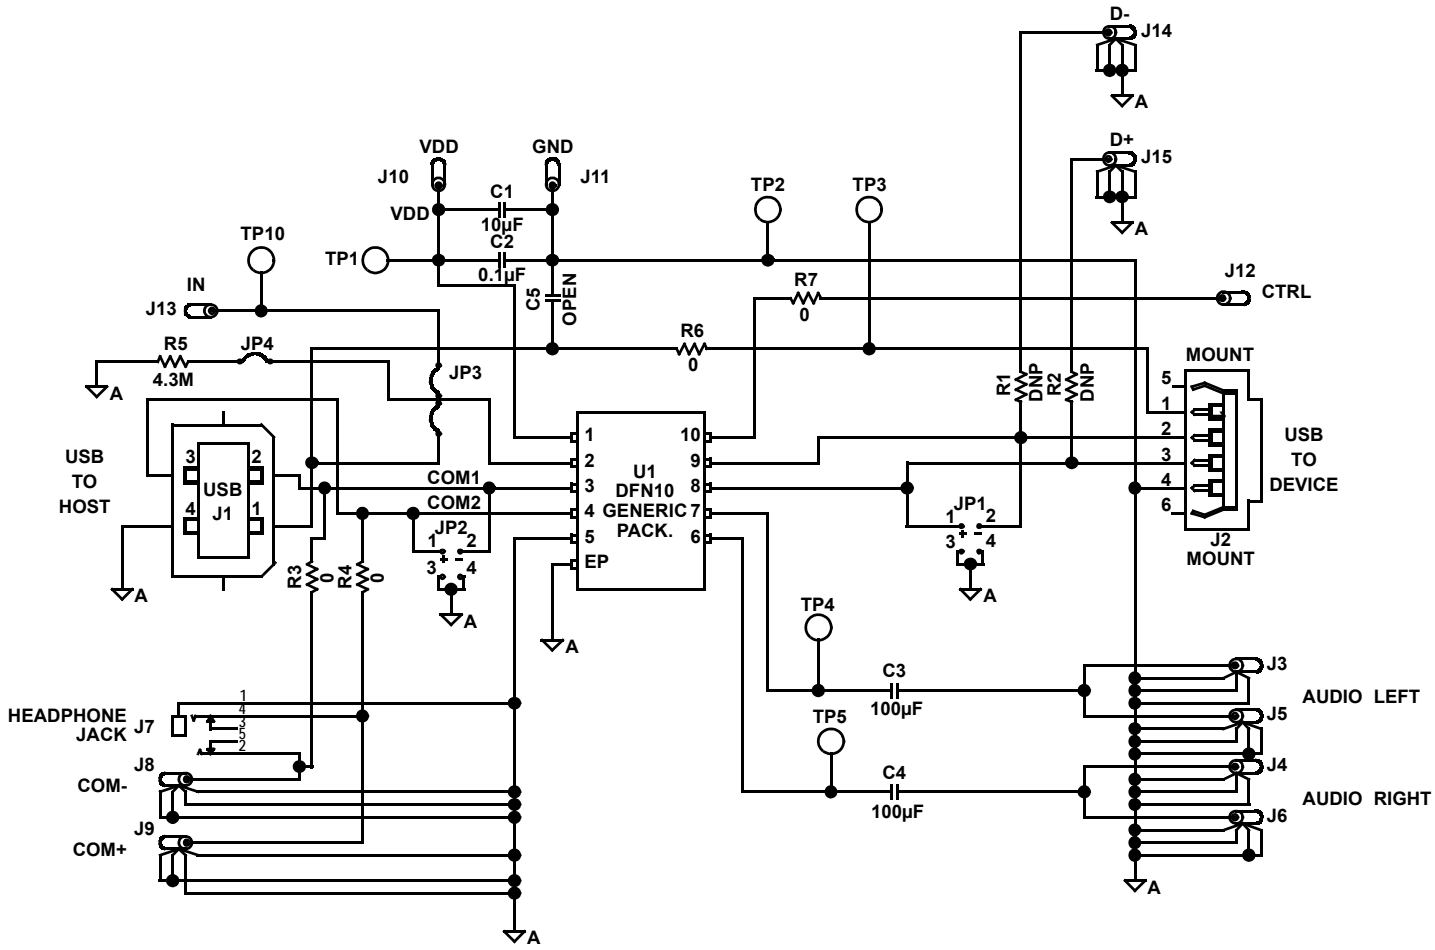 D-
J14
A
D+
J15
A
VDD
GND
J10
J11
C1
VDD
10µF
TP2
TP3
TP10
C2
TP1
0.1µF
IN
C5
OPEN
R7
J12
CTRL
J13
0
R5
JP4
R6
MOUNT
4.3M
JP3
0
A
R1
DNP
R2
DNP
5
1
2
3
4
6
USB
TO
HOST
3
2
USB
4
J1
1
A
COM1
COM2
JP2
1 2
+ -
3 4
A
1
2
3
4
5
EP
U1
DFN10
GENERIC
PACK.
10
9
8
7
6
A
JP1
1 2
+ -
3 4
A
USB
TO
DEVICE
J2
MOUNT
R3
0
R4
0
TP4
C3
100µF
TP5
C4
100µF
J3
AUDIO LEFT
J5
J4
AUDIO RIGHT
J6
A
HEADPHONE
JACK
J7
1
4
3
5
2
J8
COM-
J9
COM+
A